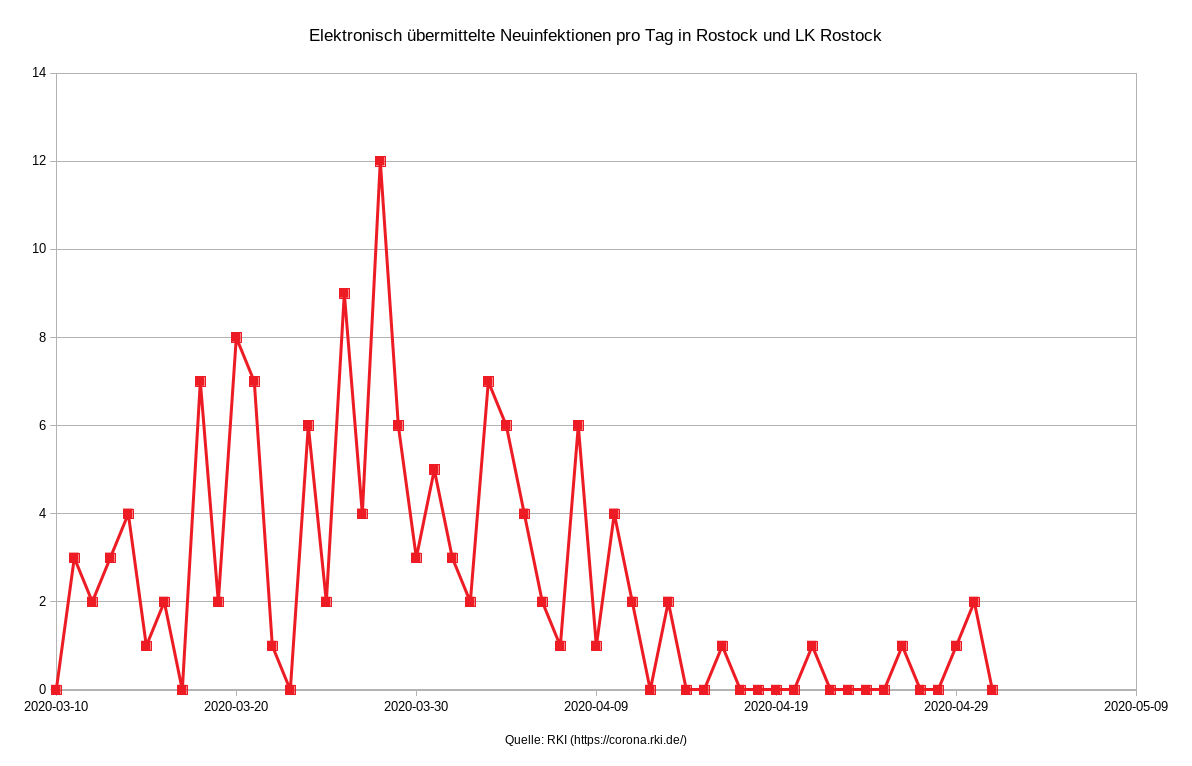 Elektronisch übermittelte Neuinfektionen pro Tag in Rostock und LK Rostock
14
12
10
8
6
4
2
0
2020-03-10 2020-03-20 2020-03-30 2020-04-09 2020-04-19 2020-04-29 2020-05-09
Quelle: RKI (https://corona.rki.de/)